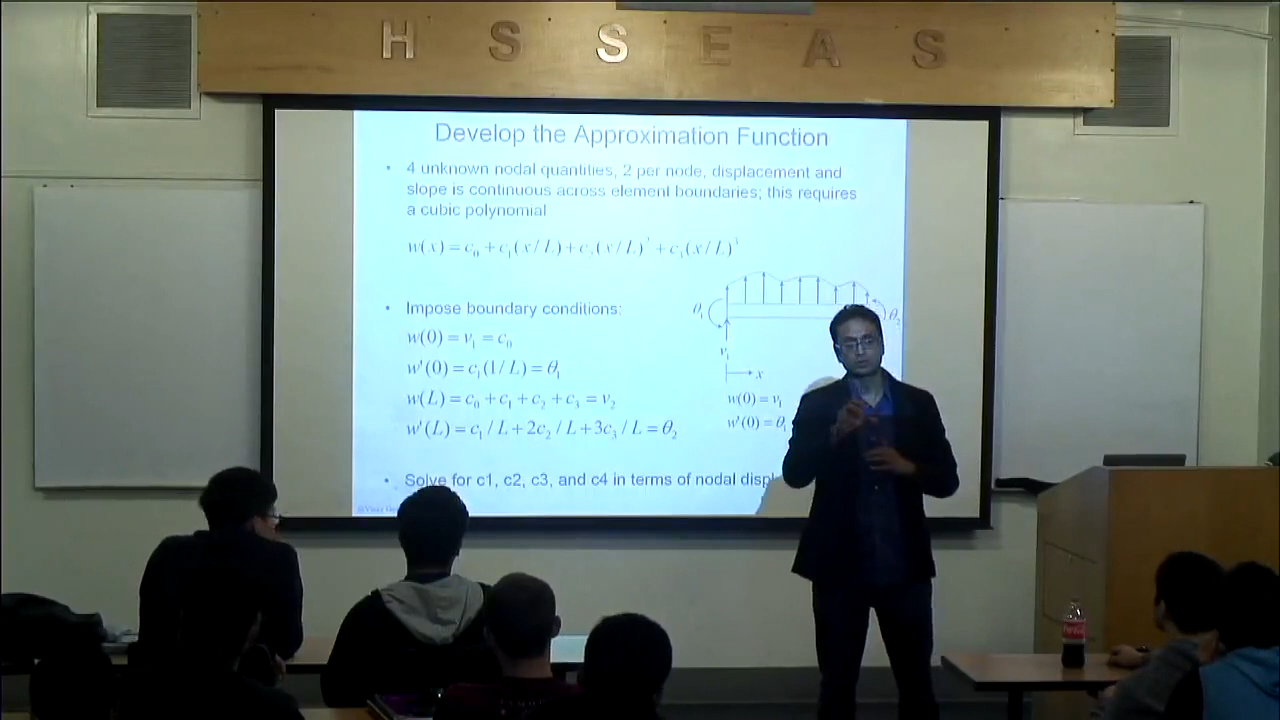 H S S E A S
Develop the Approximation Function
• 4 unknown nodal quantities, 2 per node, displacement and
slope is continuous across element boundaries; this requires
a cubic polynomial
w(x) = c₀ + c₁(x/L) + c₂(x/L)² + c₃(x/L)³
• Impose boundary conditions:
w(0) = v₁ = c₀
w'(0) = c₁(1/L) = θ₁
w(L) = c₀ + c₁ + c₂ + c₃ = v₂
w'(L) = c₁/L + 2c₂/L + 3c₃/L = θ₂
θ₁
θ₂
v₁
x
w(0) = v₁
w'(0) = θ₁
• Solve for c1, c2, c3, and c4 in terms of nodal displ